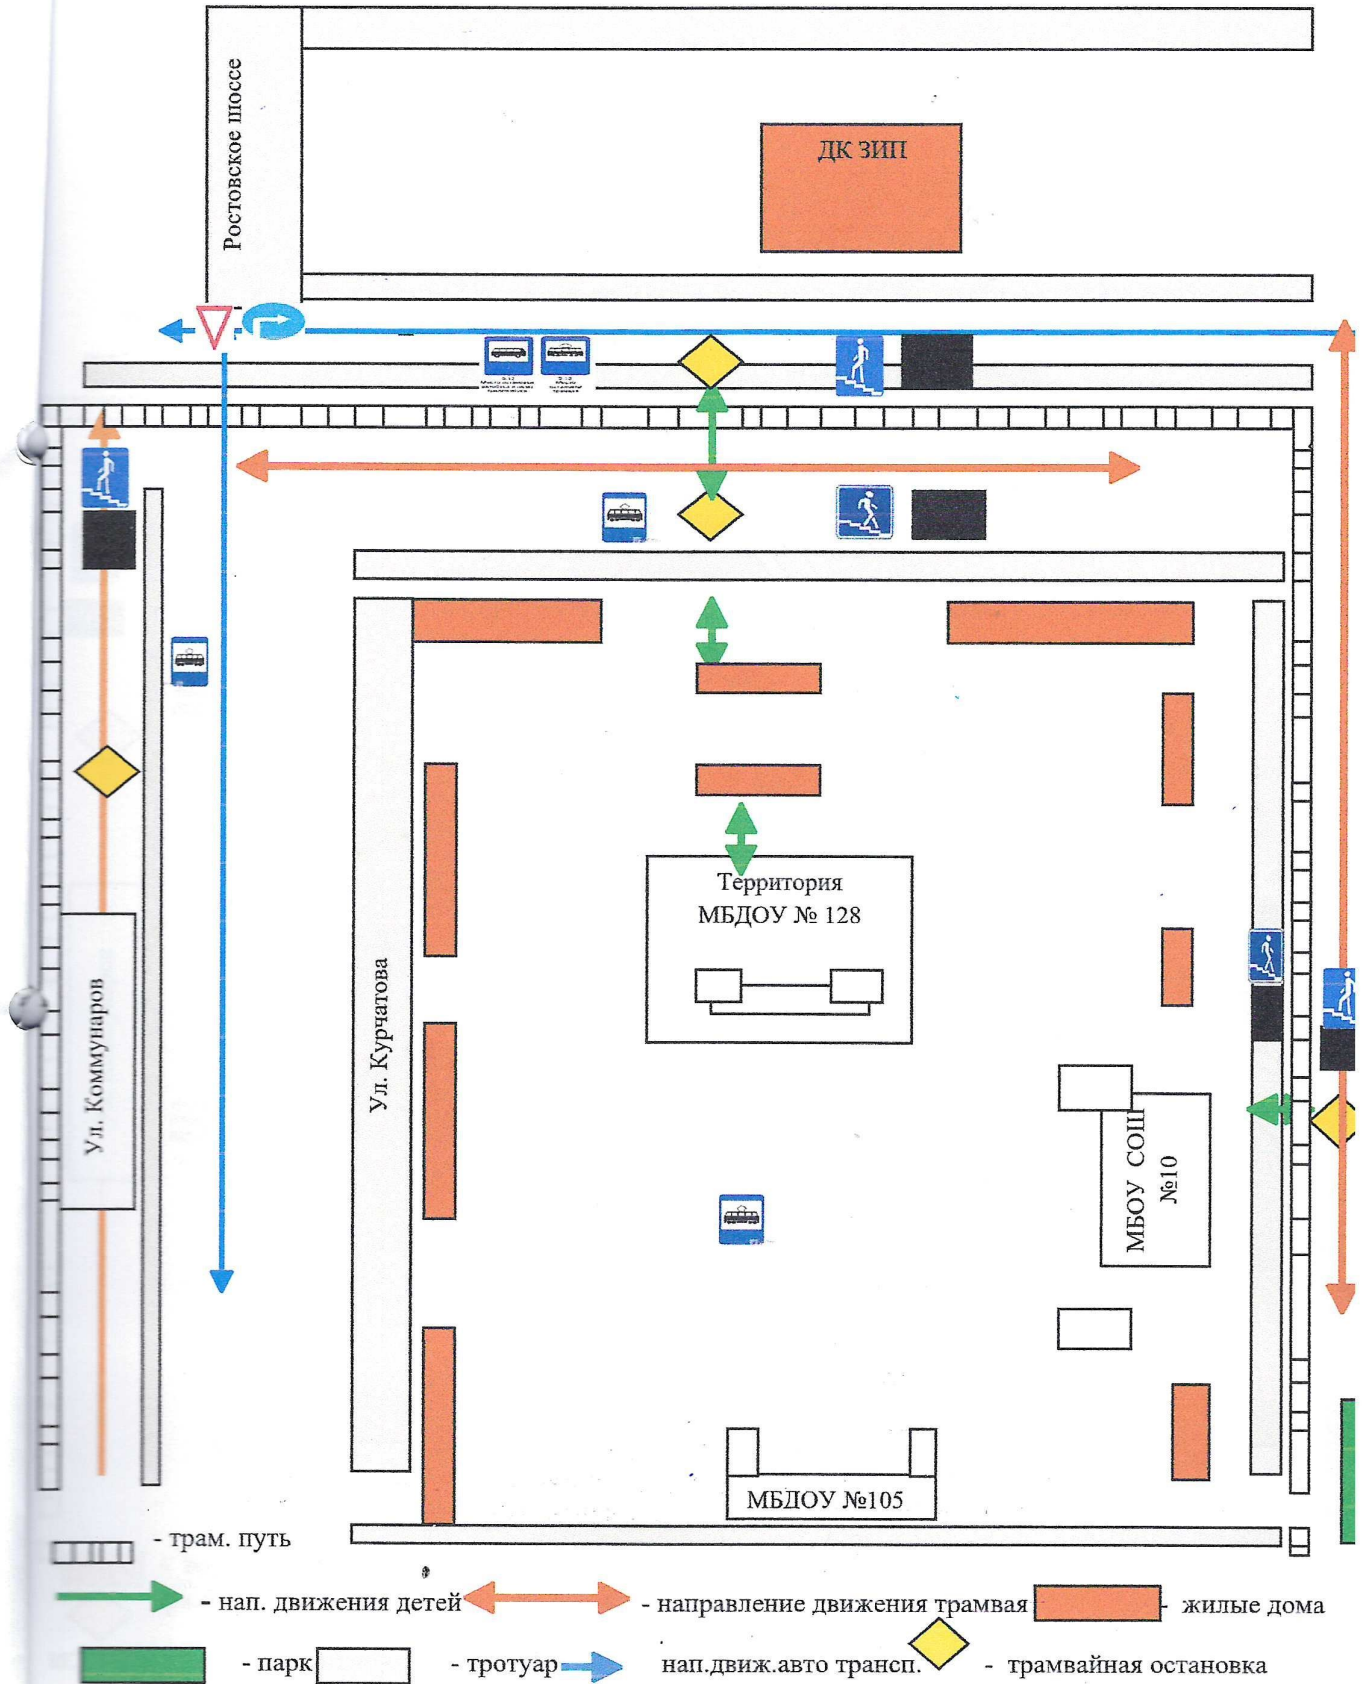 Ростовское шоссе
ДК ЗИП
Территория
МБДОУ № 128
Ул. Курчатова
Ул. Коммунаров
МБОУ СОШ
№10
МБДОУ №105
- трам. путь
- нап. движения детей
- направление движения трамвая
- жилые дома
- парк
- тротуар
нап.движ.авто трансп.
- трамвайная остановка